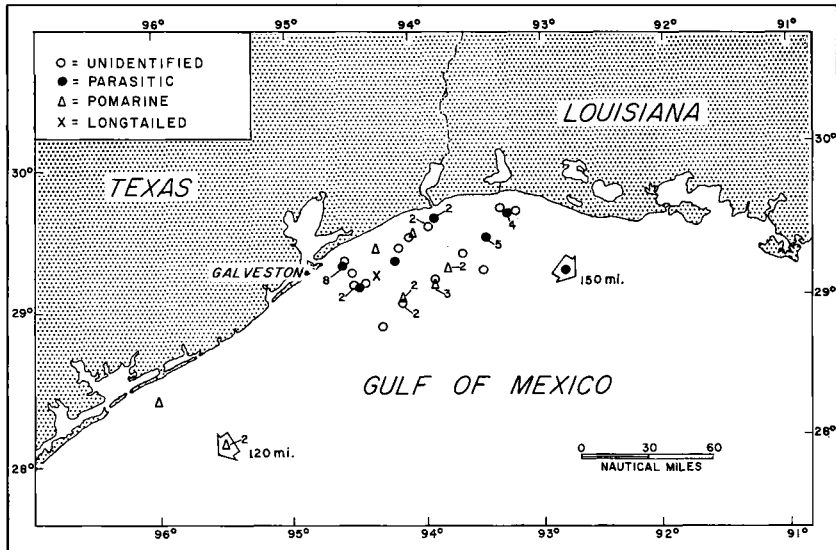 96° 95° 94° 93° 92° 91°
O = UNIDENTIFIED
● = PARASITIC
Δ = POMARINE
X = LONGTAILED
LOUISIANA
30° 30°
TEXAS
2 2
2 4
5
GALVESTON
8 2 150 mi.
2 2 3
29° 2 29°
GULF OF MEXICO
28°
2 120 mi.
28° 0 30 60
NAUTICAL MILES
96° 95° 94° 93° 92° 91°